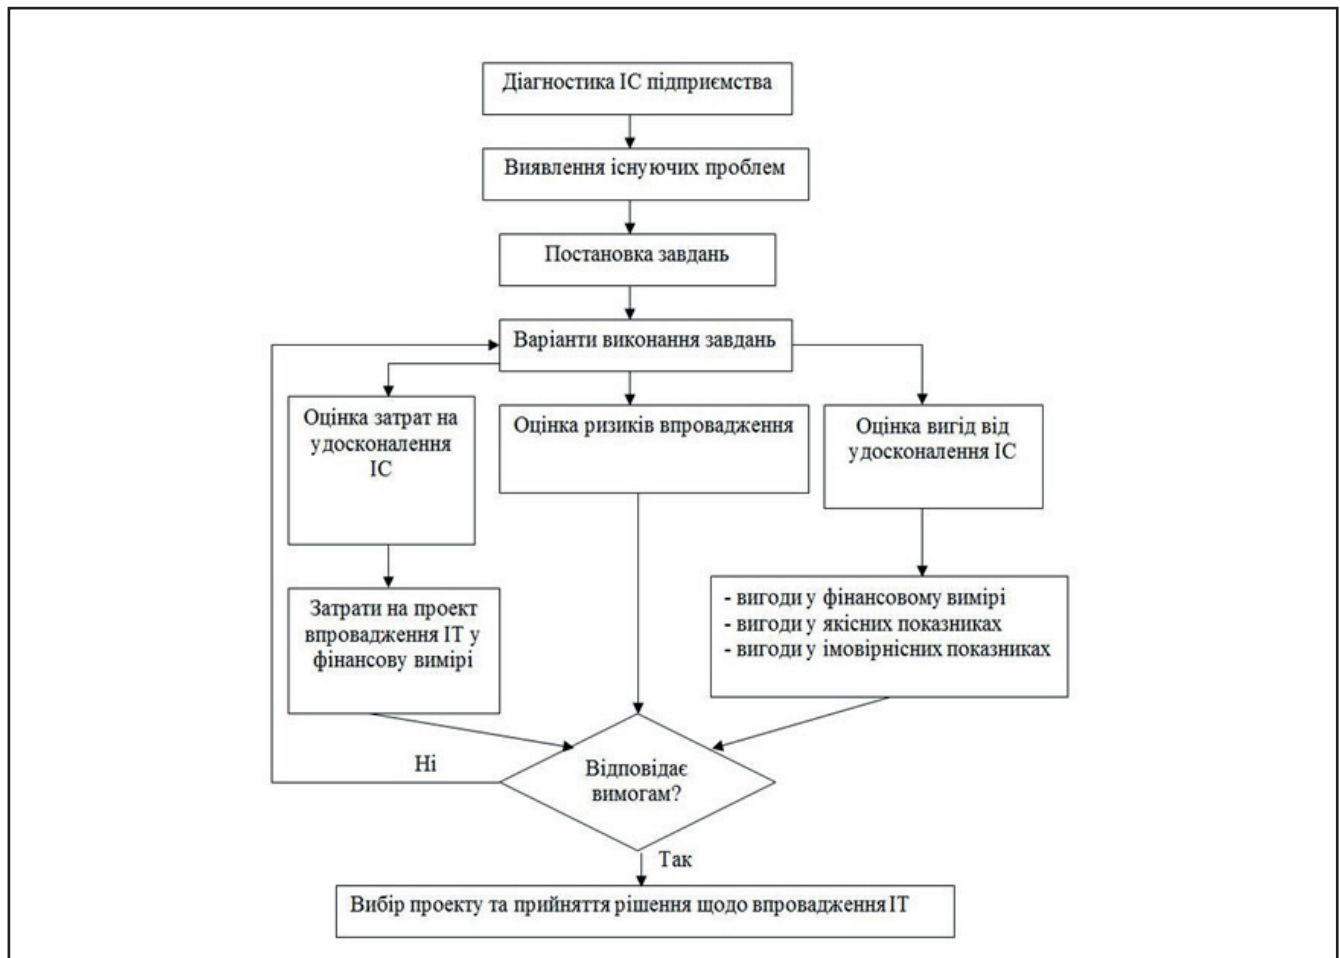 Діагностика ІС підприємства
Виявлення існуючих проблем
Постановка завдань
Варіанти виконання завдань
Оцінка затрат на
удосконалення
ІС
Оцінка ризиків впровадження
Оцінка вигід від
удосконалення ІС
Затрати на проект
впровадження ІТ у
фінансову вимірі
- вигоди у фінансовому вимірі
- вигоди у якісних показниках
- вигоди у імовірнісних показниках
Ні
Відповідає
вимогам?
Так
Вибір проекту та прийняття рішення щодо впровадження ІТ